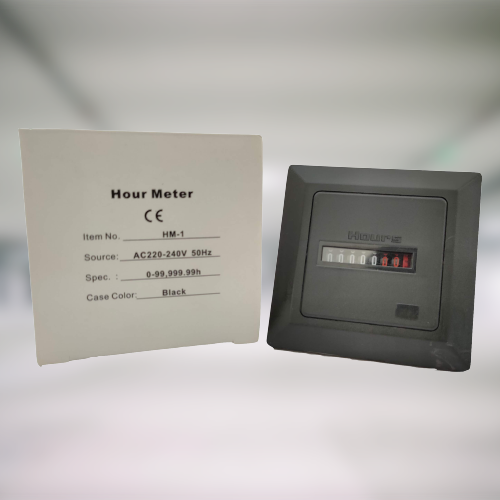 Hour Meter
CE
Item No. HM-1
Source: AC220-240V 50Hz
Spec. : 0-99,999.99h
Case Color: Black
Hours
00000